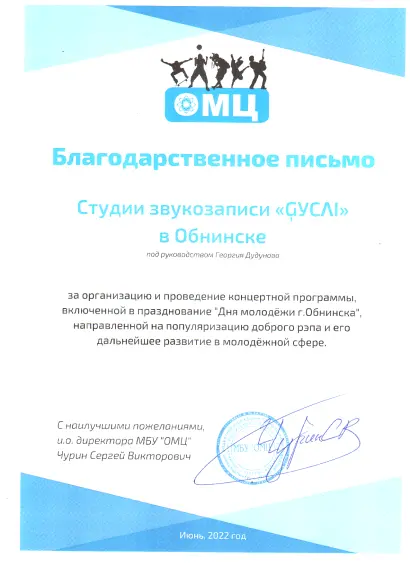 ОМЦ
Благодарственное письмо
Студии звукозаписи «ĢУСЛI»
в Обнинске
под руководством Георгия Дудунова
за организацию и проведение концертной программы,
включенной в празднование "Дня молодёжи г.Обнинска",
направленной на популяризацию доброго рэпа и его
дальнейшее развитие в молодёжной сфере.
С наилучшими пожеланиями,
и.о. директора МБУ "ОМЦ"
Чурин Сергей Викторович
МБУ "ОМЦ"
Июнь, 2022 год